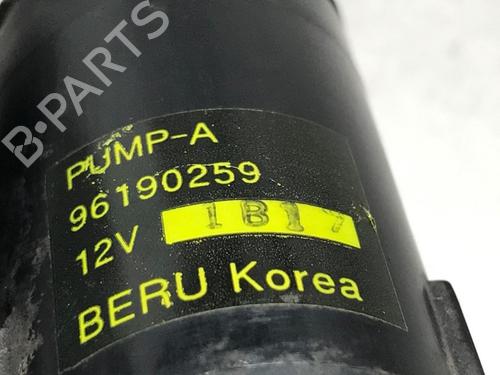 B-PARTS
PUMP-A
96190259
12V 1B17
BERU Korea